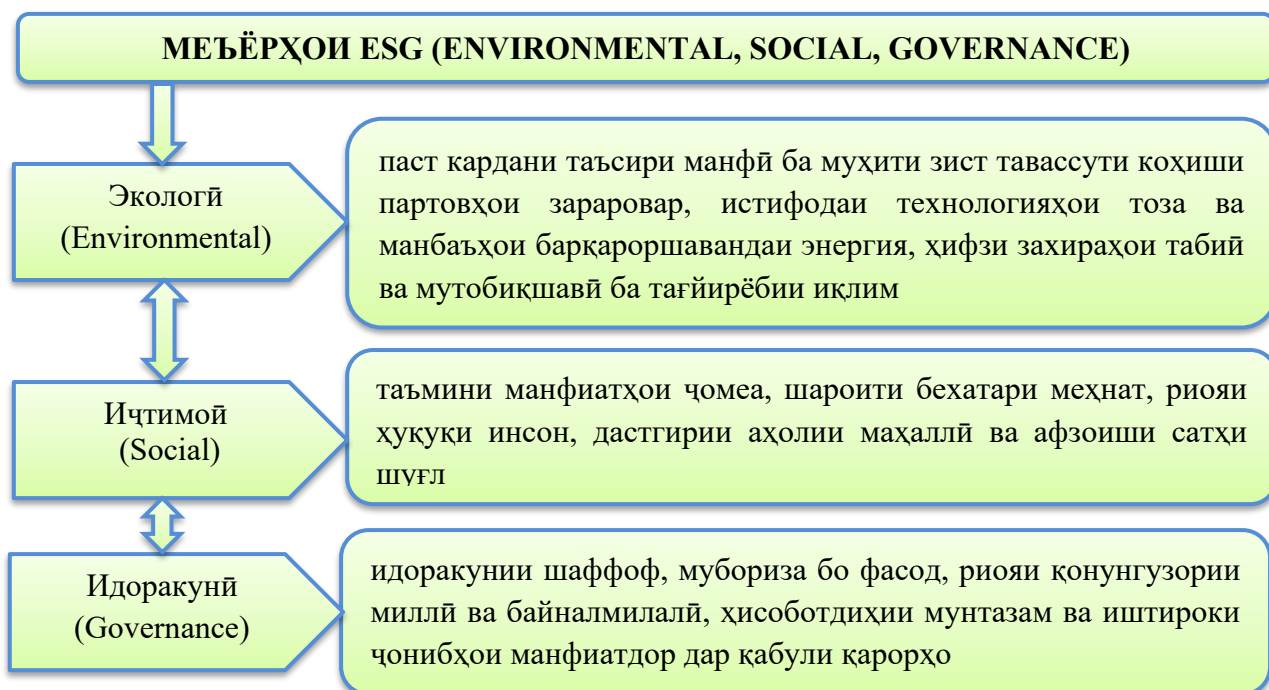 МЕЪЁРҲОИ ESG (ENVIRONMENTAL, SOCIAL, GOVERNANCE)
Экологӣ
(Environmental)
паст кардани таъсири манфӣ ба муҳити зист тавассути коҳиши
партовҳои зараровар, истифодаи технологияҳои тоза ва
манбаъҳои барқароршавандаи энергия, ҳифзи захираҳои табиӣ
ва мутобиқшавӣ ба тағйирёбии иқлим
Иҷтимоӣ
(Social)
таъмини манфиатҳои ҷомеа, шароити бехатари меҳнат, риояи
ҳуқуқи инсон, дастгирии аҳолии маҳаллӣ ва афзоиши сатҳи
шуғл
Идоракунӣ
(Governance)
идоракунии шаффоф, мубориза бо фасод, риояи қонунгузории
миллӣ ва байналмилалӣ, ҳисоботдиҳии мунтазам ва иштироки
ҷонибҳои манфиатдор дар қабули қарорҳо